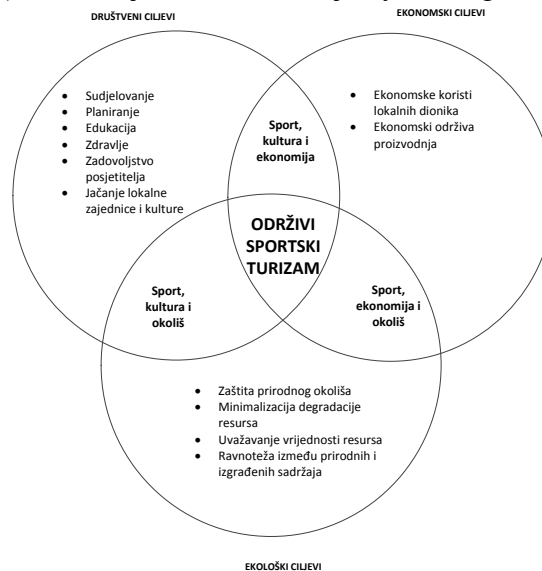 DRUŠTVENI CILJEVI
EKONOMSKI CILJEVI
• Sudjelovanje
• Planiranje
• Edukacija
• Zdravlje
• Zadovoljstvo
posjetitelja
• Jačanje lokalne
zajednice i kulture
Sport,
kultura i
ekonomija
• Ekonomske koristi
lokalnih dionika
• Ekonomski održiva
proizvodnja
ODRŽIVI
SPORTSKI
TURIZAM
Sport,
kultura i
okoliš
Sport,
ekonomija i
okoliš
• Zaštita prirodnog okoliša
• Minimalizacija degradacije
resursa
• Uvažavanje vrijednosti resursa
• Ravnoteža između prirodnih i
izgrađenih sadržaja
EKOLOŠKI CILJEVI